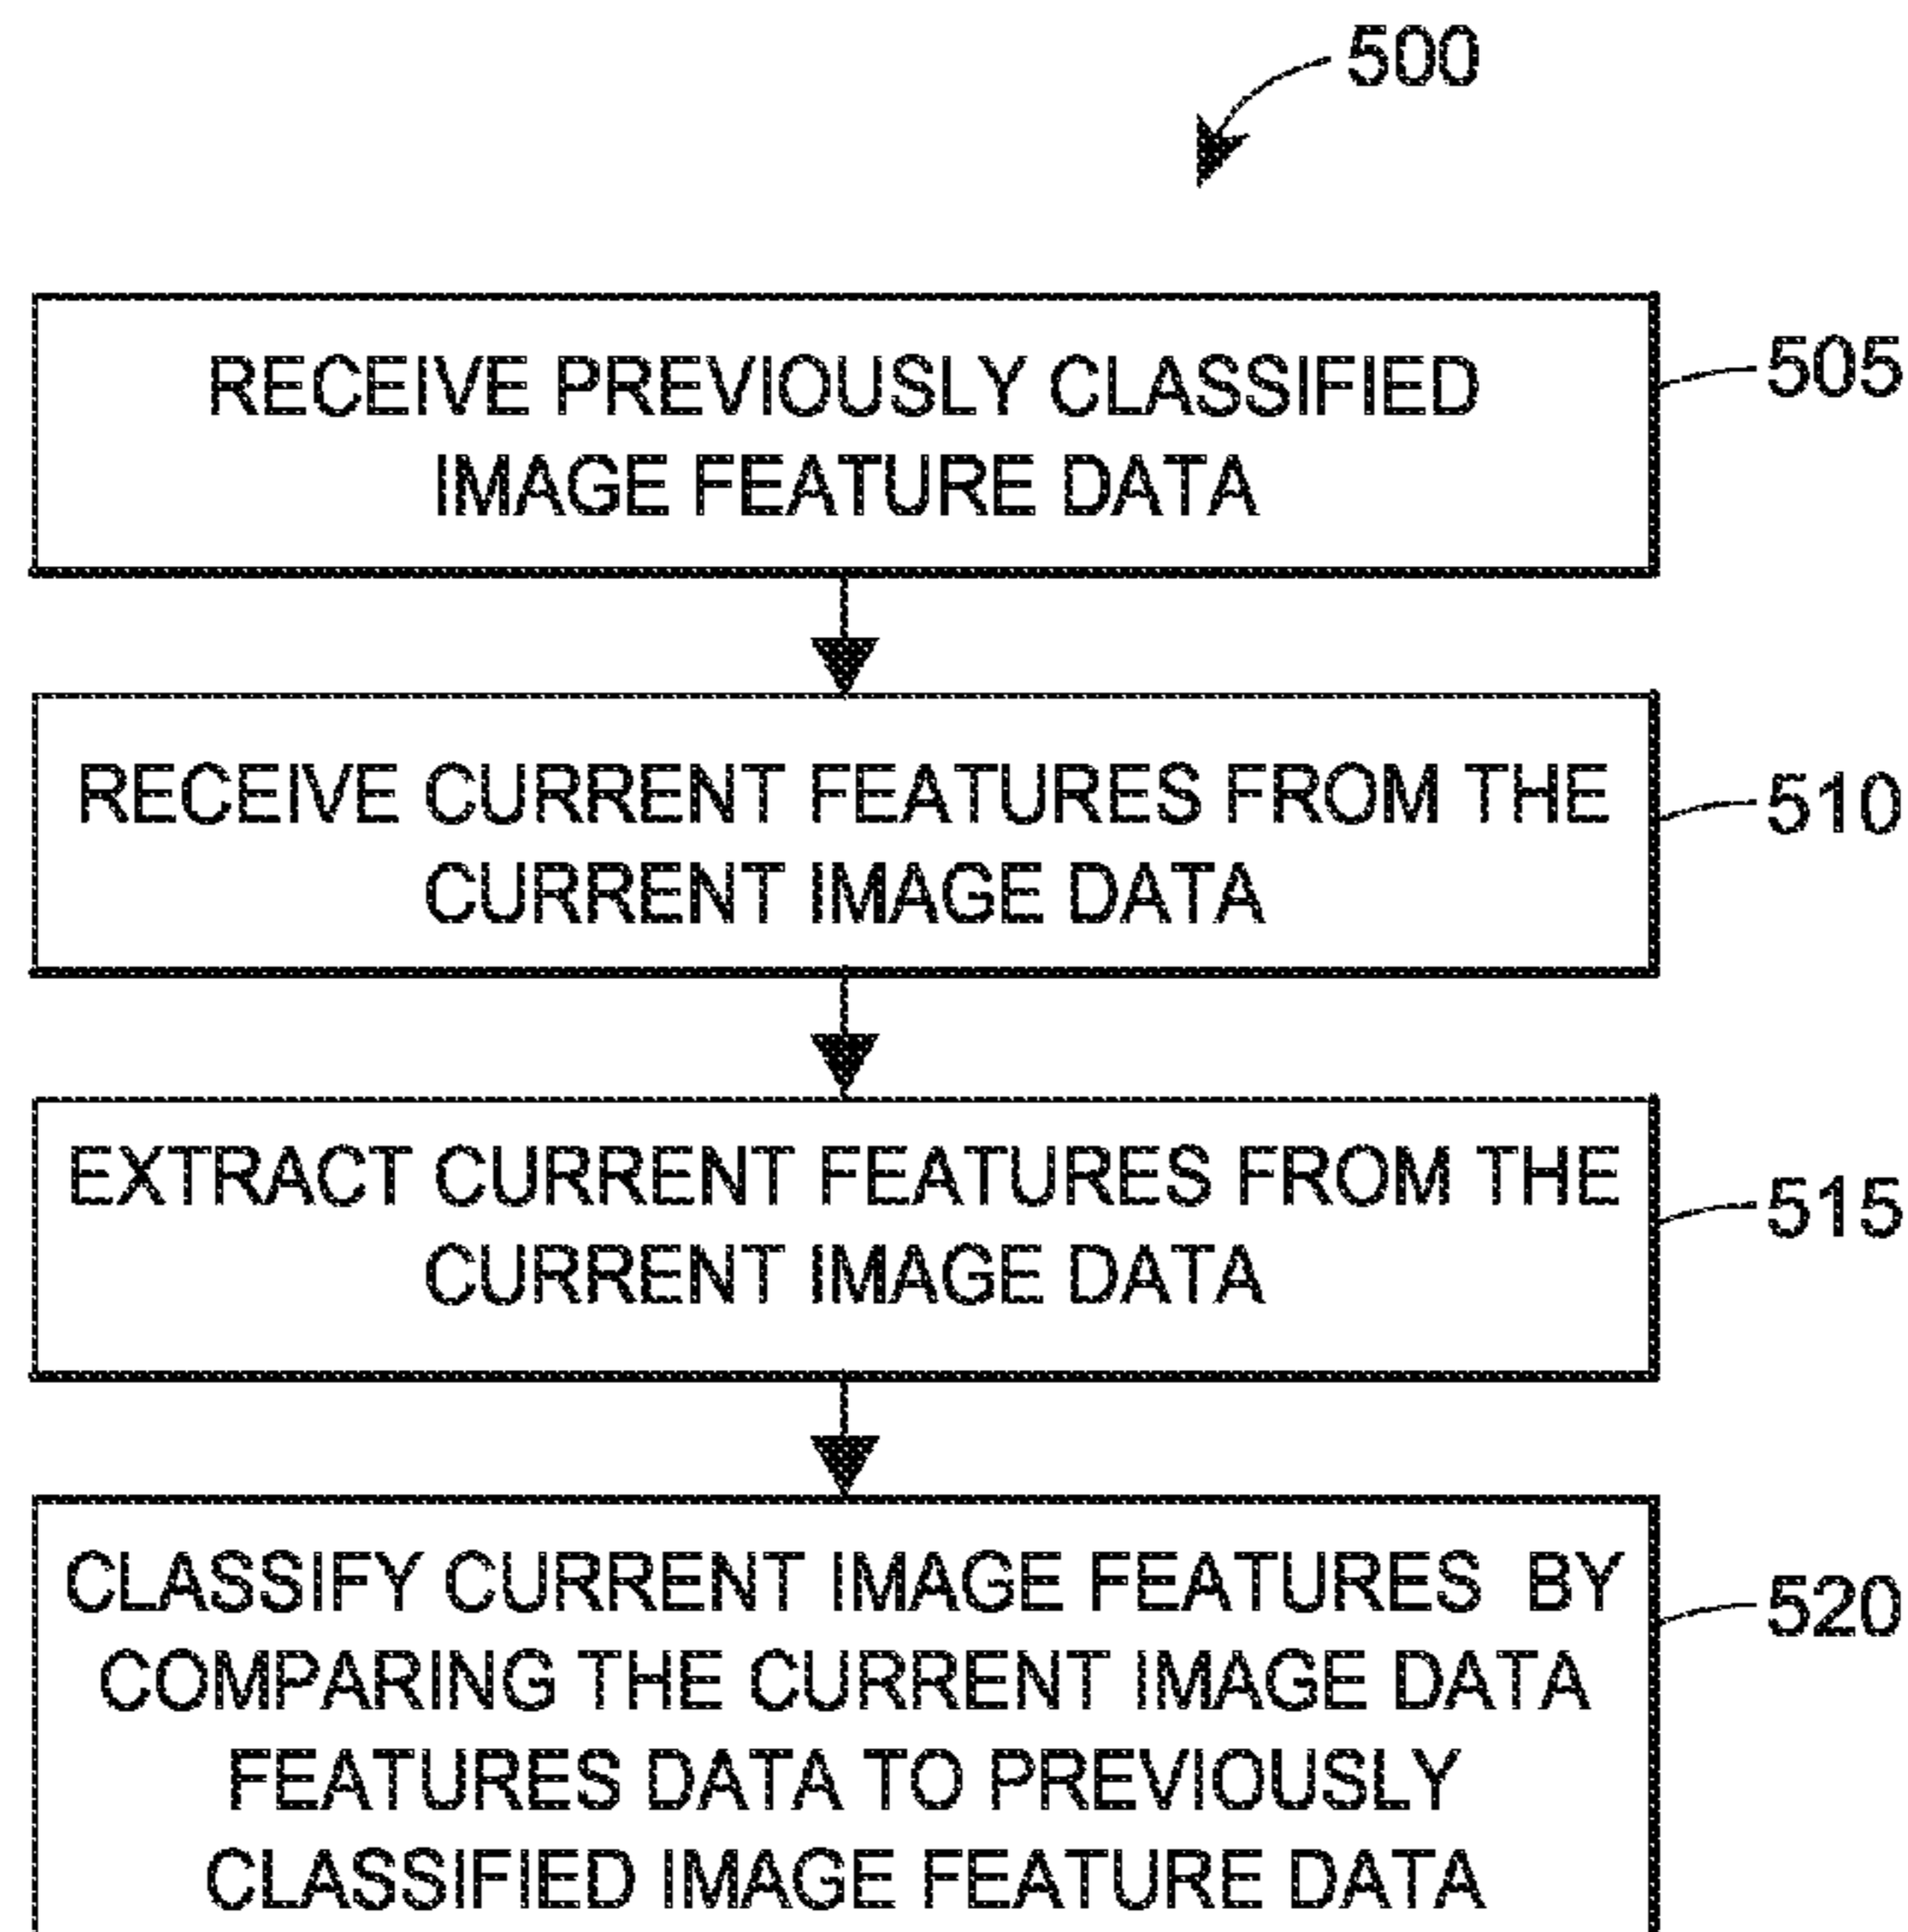 500
RECEIVE PREVIOUSLY CLASSIFIED
IMAGE FEATURE DATA
505
RECEIVE CURRENT FEATURES FROM THE
CURRENT IMAGE DATA
510
EXTRACT CURRENT FEATURES FROM THE
CURRENT IMAGE DATA
515
CLASSIFY CURRENT IMAGE FEATURES BY
COMPARING THE CURRENT IMAGE DATA
FEATURES DATA TO PREVIOUSLY
CLASSIFIED IMAGE FEATURE DATA
520